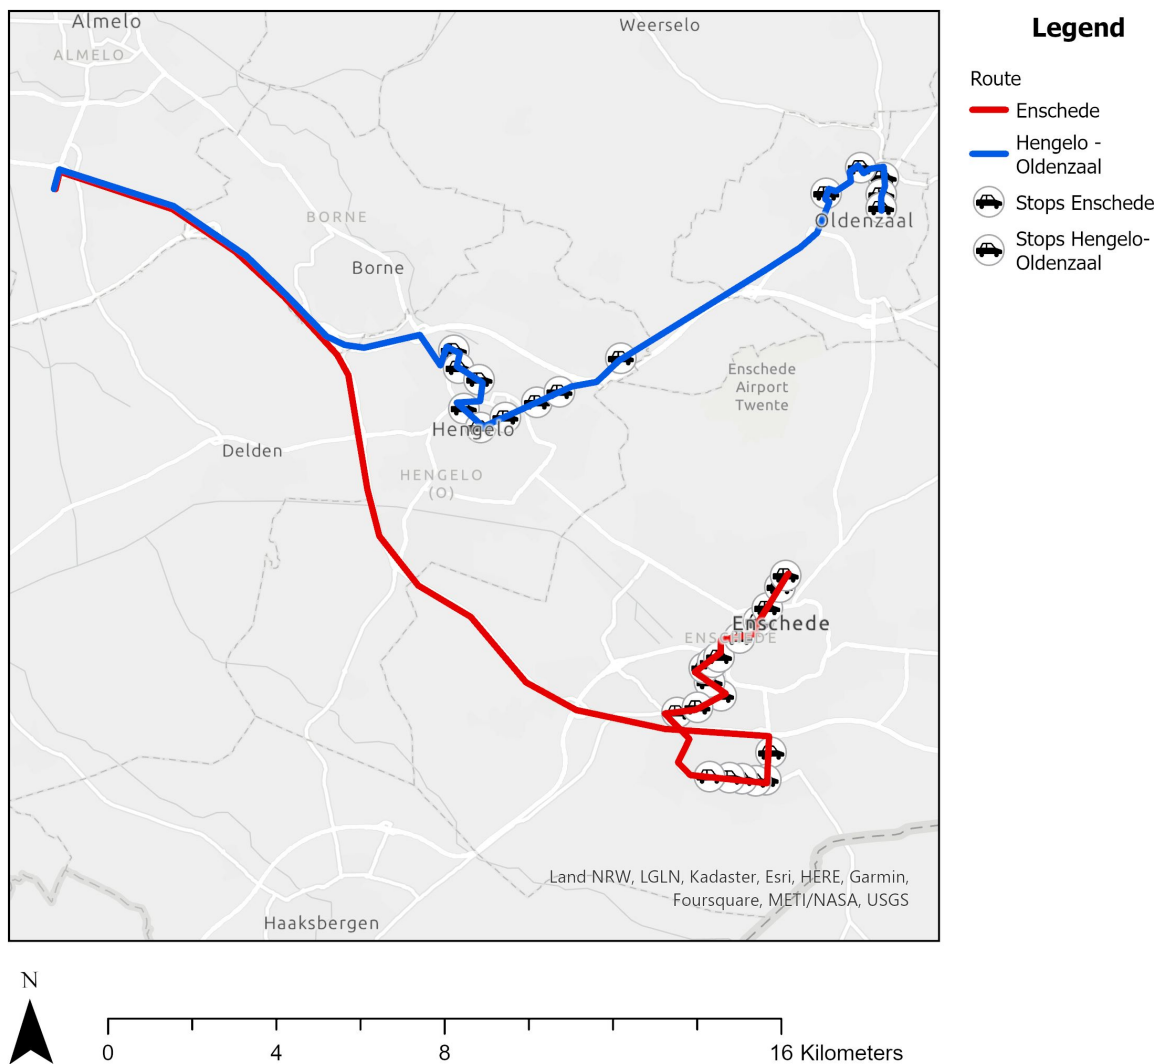 Almelo
ALMELO
Weerselo
BORNE
Borne
Oldenzaal
Enschede
Airport
Twente
Hengelo
Delden
HENGELO
(O)
Enschede
ENSCHEDE
Land NRW, LGLN, Kadaster, Esri, HERE, Garmin,
Foursquare, METI/NASA, USGS
Haaksbergen
Legend
Route
Enschede
Hengelo -
Oldenzaal
Stops Enschede
Stops Hengelo-
Oldenzaal
N
0 4 8 16 Kilometers